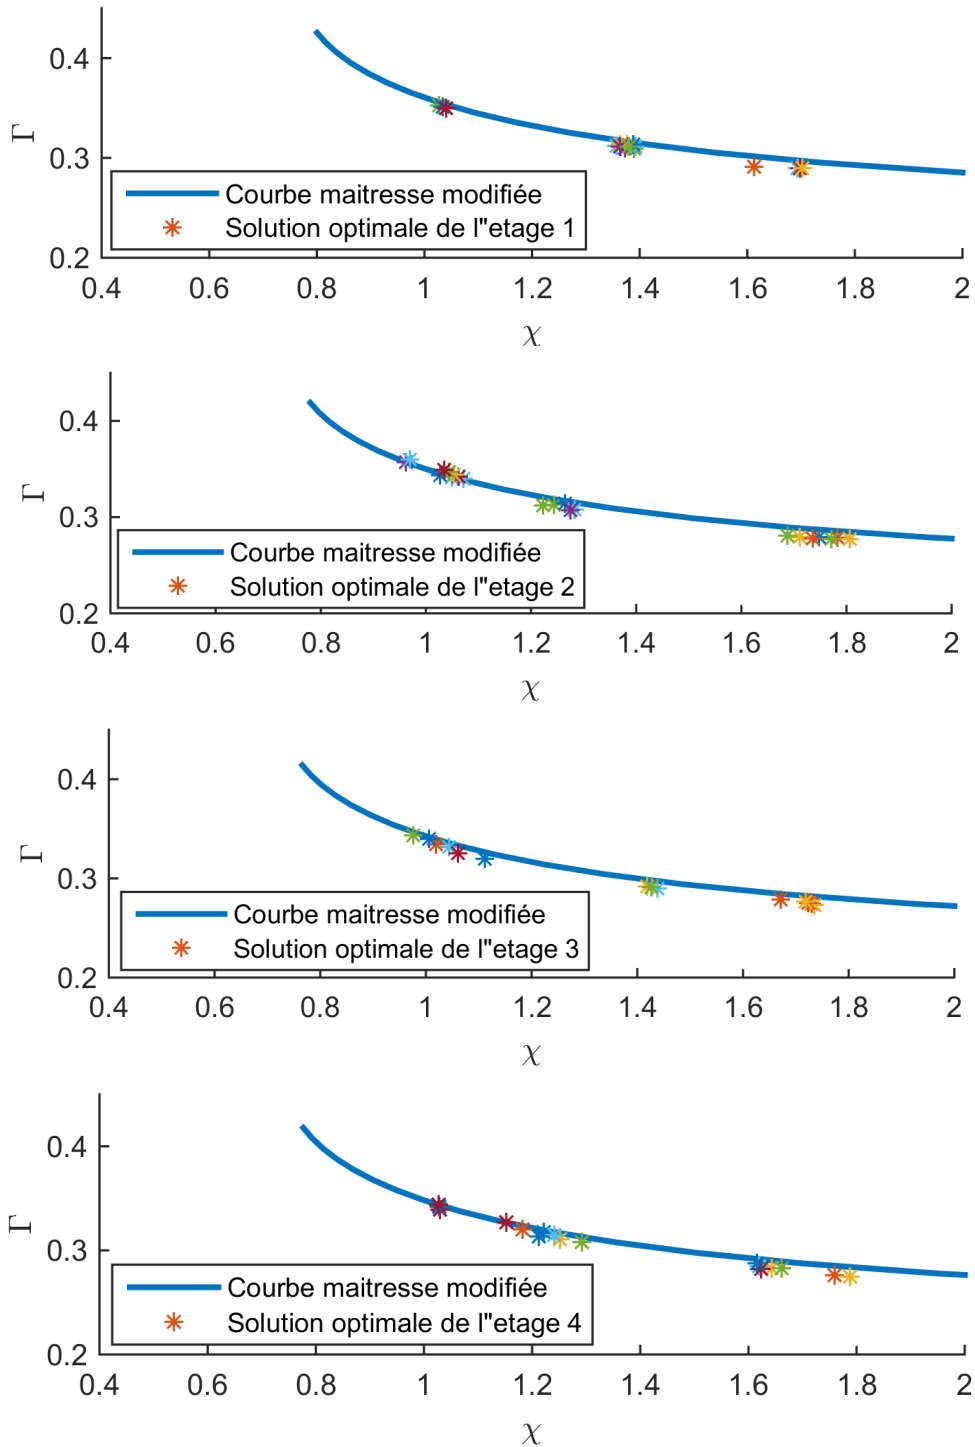 0.4
Γ
0.3
Courbe maitresse modifiée
Solution optimale de l"etage 1
0.2
0.4 0.6 0.8 1 1.2 1.4 1.6 1.8 2
χ
0.4
Γ
0.3
Courbe maitresse modifiée
Solution optimale de l"etage 2
0.2
0.4 0.6 0.8 1 1.2 1.4 1.6 1.8 2
χ
0.4
Γ
0.3
Courbe maitresse modifiée
Solution optimale de l"etage 3
0.2
0.4 0.6 0.8 1 1.2 1.4 1.6 1.8 2
χ
0.4
Γ
0.3
Courbe maitresse modifiée
Solution optimale de l"etage 4
0.2
0.4 0.6 0.8 1 1.2 1.4 1.6 1.8 2
χ